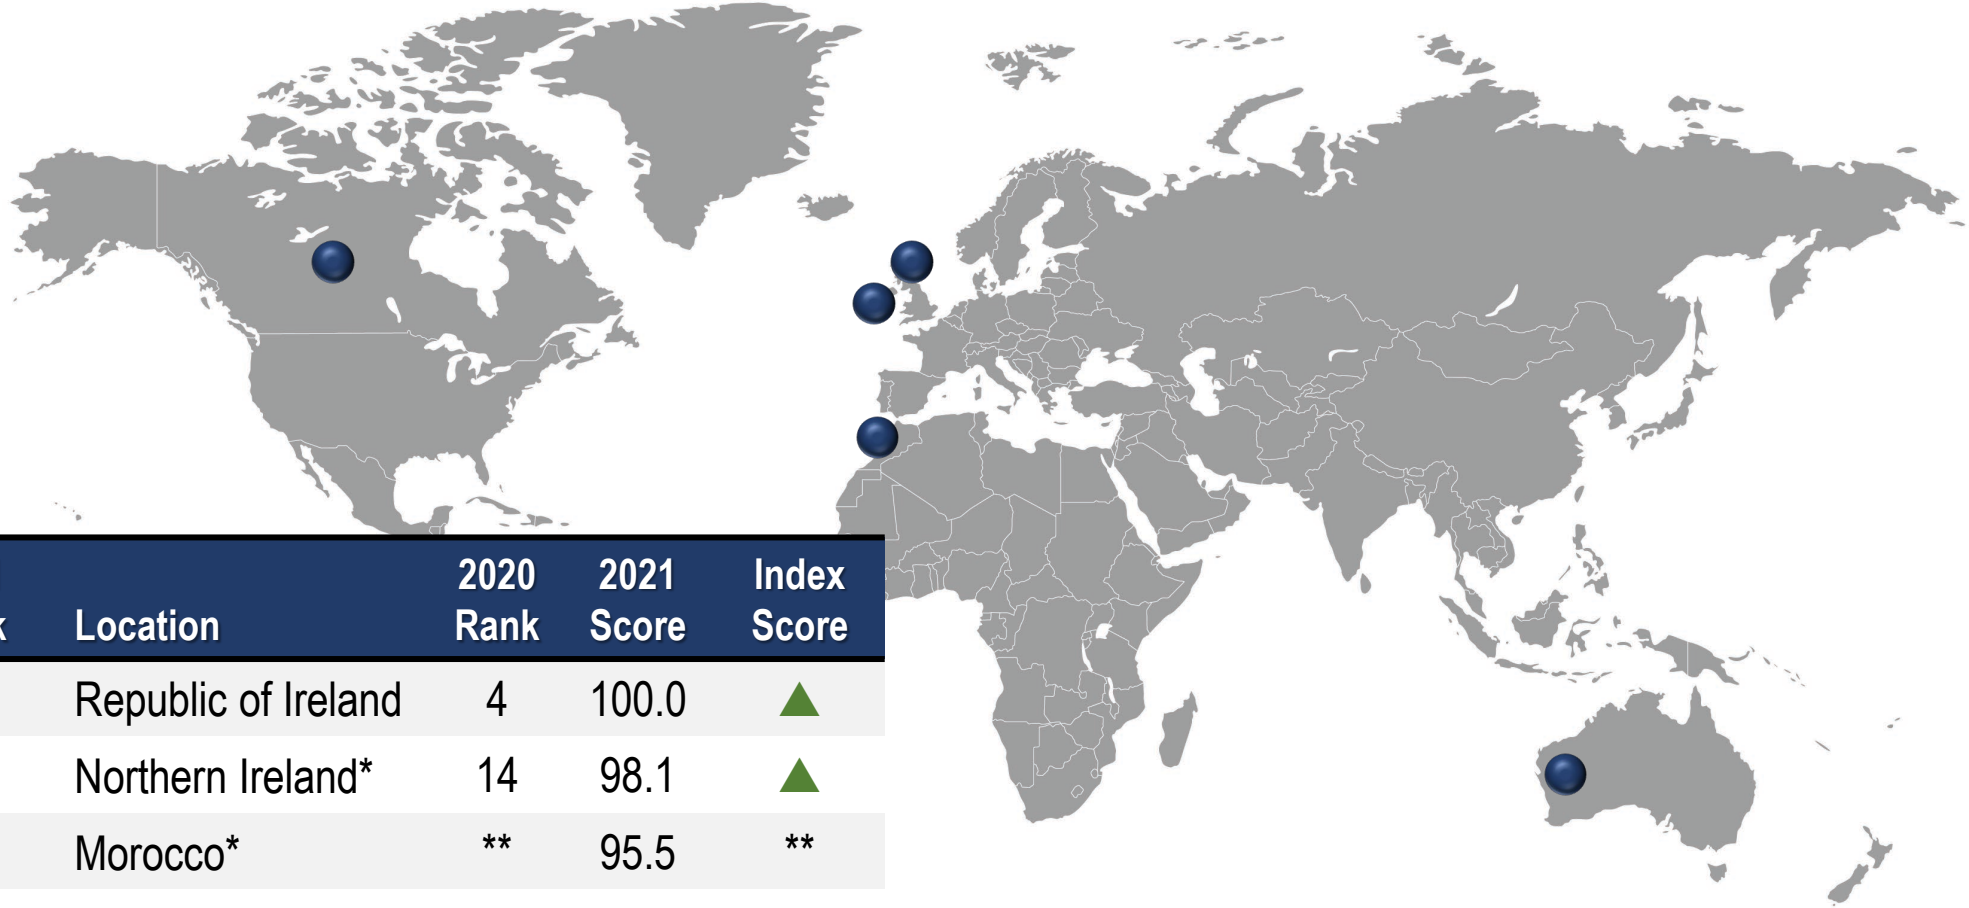 2020 2021 Index
Location Rank Score Score
Republic of Ireland 4 100.0 ▲
Northern Ireland* 14 98.1 ▲
Morocco* ** 95.5 **